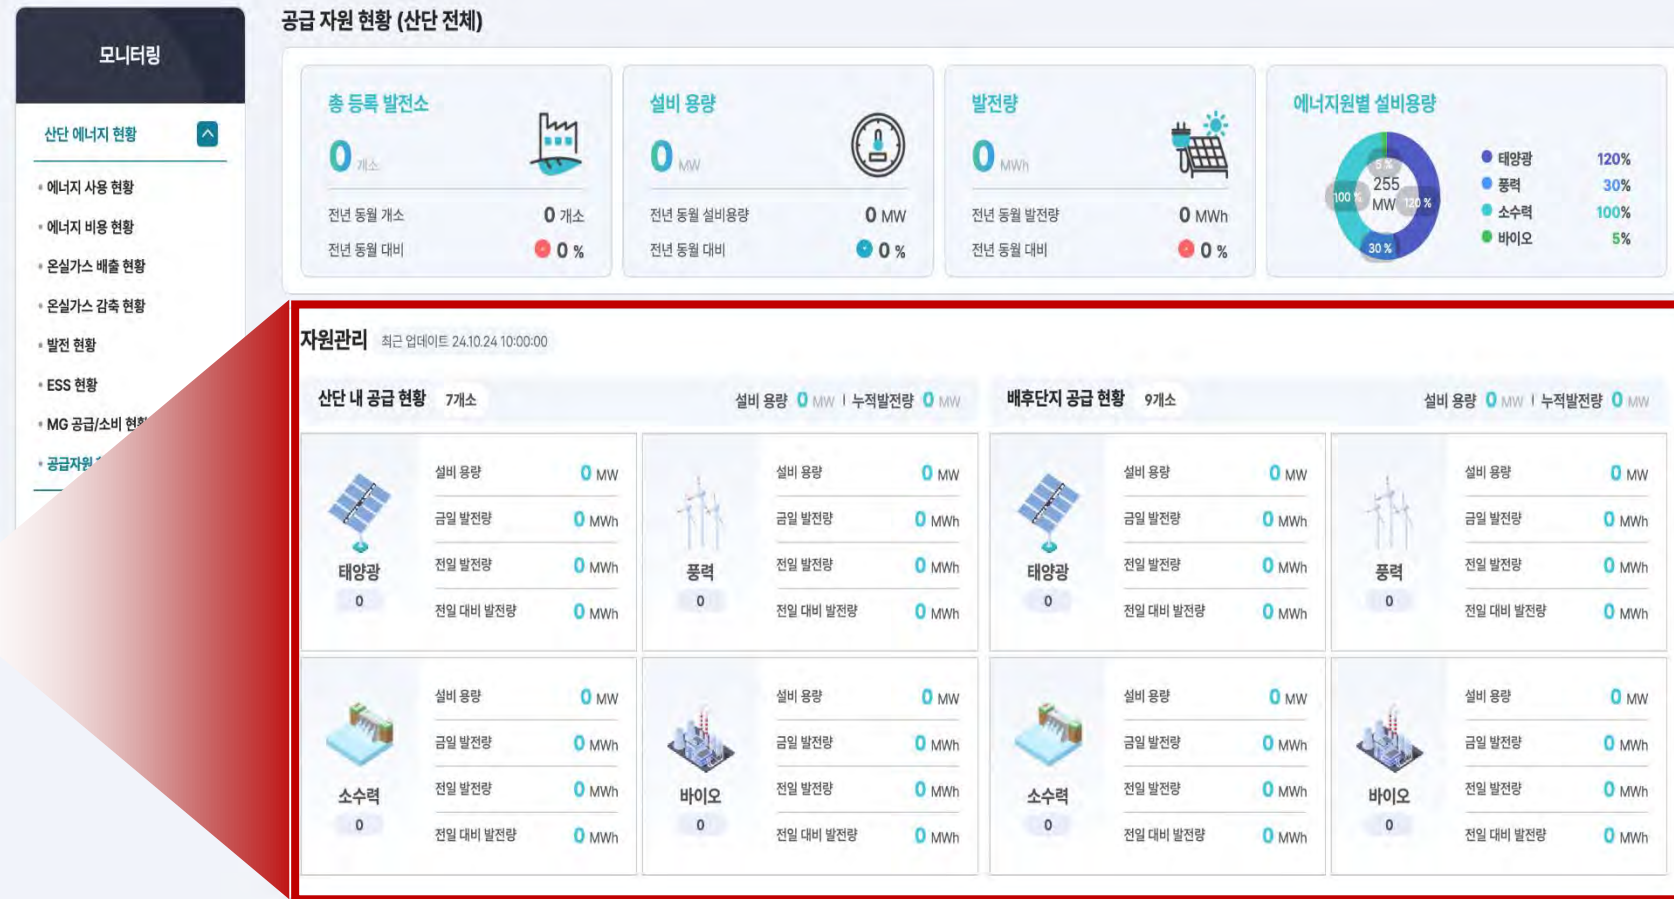 모니터링
산단 에너지 현황
• 에너지 사용 현황
• 에너지 비용 현황
• 온실가스 배출 현황
• 온실가스 감축 현황
• 발전 현황
• ESS 현황
• MG 공급/소비 현황
• 공급자원
공급 자원 현황 (산단 전체)
총 등록 발전소
0 개소
전년 동월 개소 0 개소
전년 동월 대비 0 %
설비 용량
0 MW
전년 동월 설비용량 0 MW
전년 동월 대비 0 %
발전량
0 MWh
전년 동월 발전량 0 MWh
전년 동월 대비 0 %
에너지원별 설비용량
5 %
255
MW
100 %
120 %
30 %
태양광 120%
풍력 30%
소수력 100%
바이오 5%
자원관리 최근 업데이트 24.10.24 10:00:00
산단 내 공급 현황 7개소 설비 용량 0 MW | 누적발전량 0 MW
태양광
0
설비 용량 0 MW
금일 발전량 0 MWh
전일 발전량 0 MWh
전일 대비 발전량 0 MWh
풍력
0
설비 용량 0 MW
금일 발전량 0 MWh
전일 발전량 0 MWh
전일 대비 발전량 0 MWh
소수력
0
설비 용량 0 MW
금일 발전량 0 MWh
전일 발전량 0 MWh
전일 대비 발전량 0 MWh
바이오
0
설비 용량 0 MW
금일 발전량 0 MWh
전일 발전량 0 MWh
전일 대비 발전량 0 MWh
배후단지 공급 현황 9개소 설비 용량 0 MW | 누적발전량 0 MW
태양광
0
설비 용량 0 MW
금일 발전량 0 MWh
전일 발전량 0 MWh
전일 대비 발전량 0 MWh
풍력
0
설비 용량 0 MW
금일 발전량 0 MWh
전일 발전량 0 MWh
전일 대비 발전량 0 MWh
소수력
0
설비 용량 0 MW
금일 발전량 0 MWh
전일 발전량 0 MWh
전일 대비 발전량 0 MWh
바이오
0
설비 용량 0 MW
금일 발전량 0 MWh
전일 발전량 0 MWh
전일 대비 발전량 0 MWh